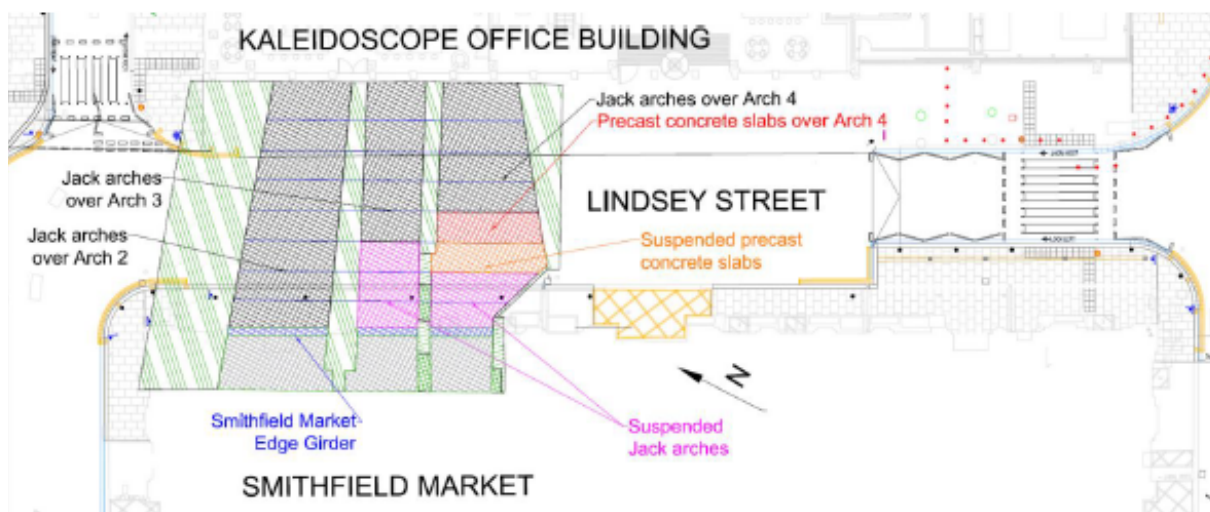 KALEIDOSCOPE OFFICE BUILDING
Jack arches over Arch 4
Precast concrete slabs over Arch 4
Jack arches
over Arch 3
LINDSEY STREET
Jack arches
over Arch 2
Suspended precast
concrete slabs
N
Smithfield Market
Edge Girder
Suspended
Jack arches
SMITHFIELD MARKET